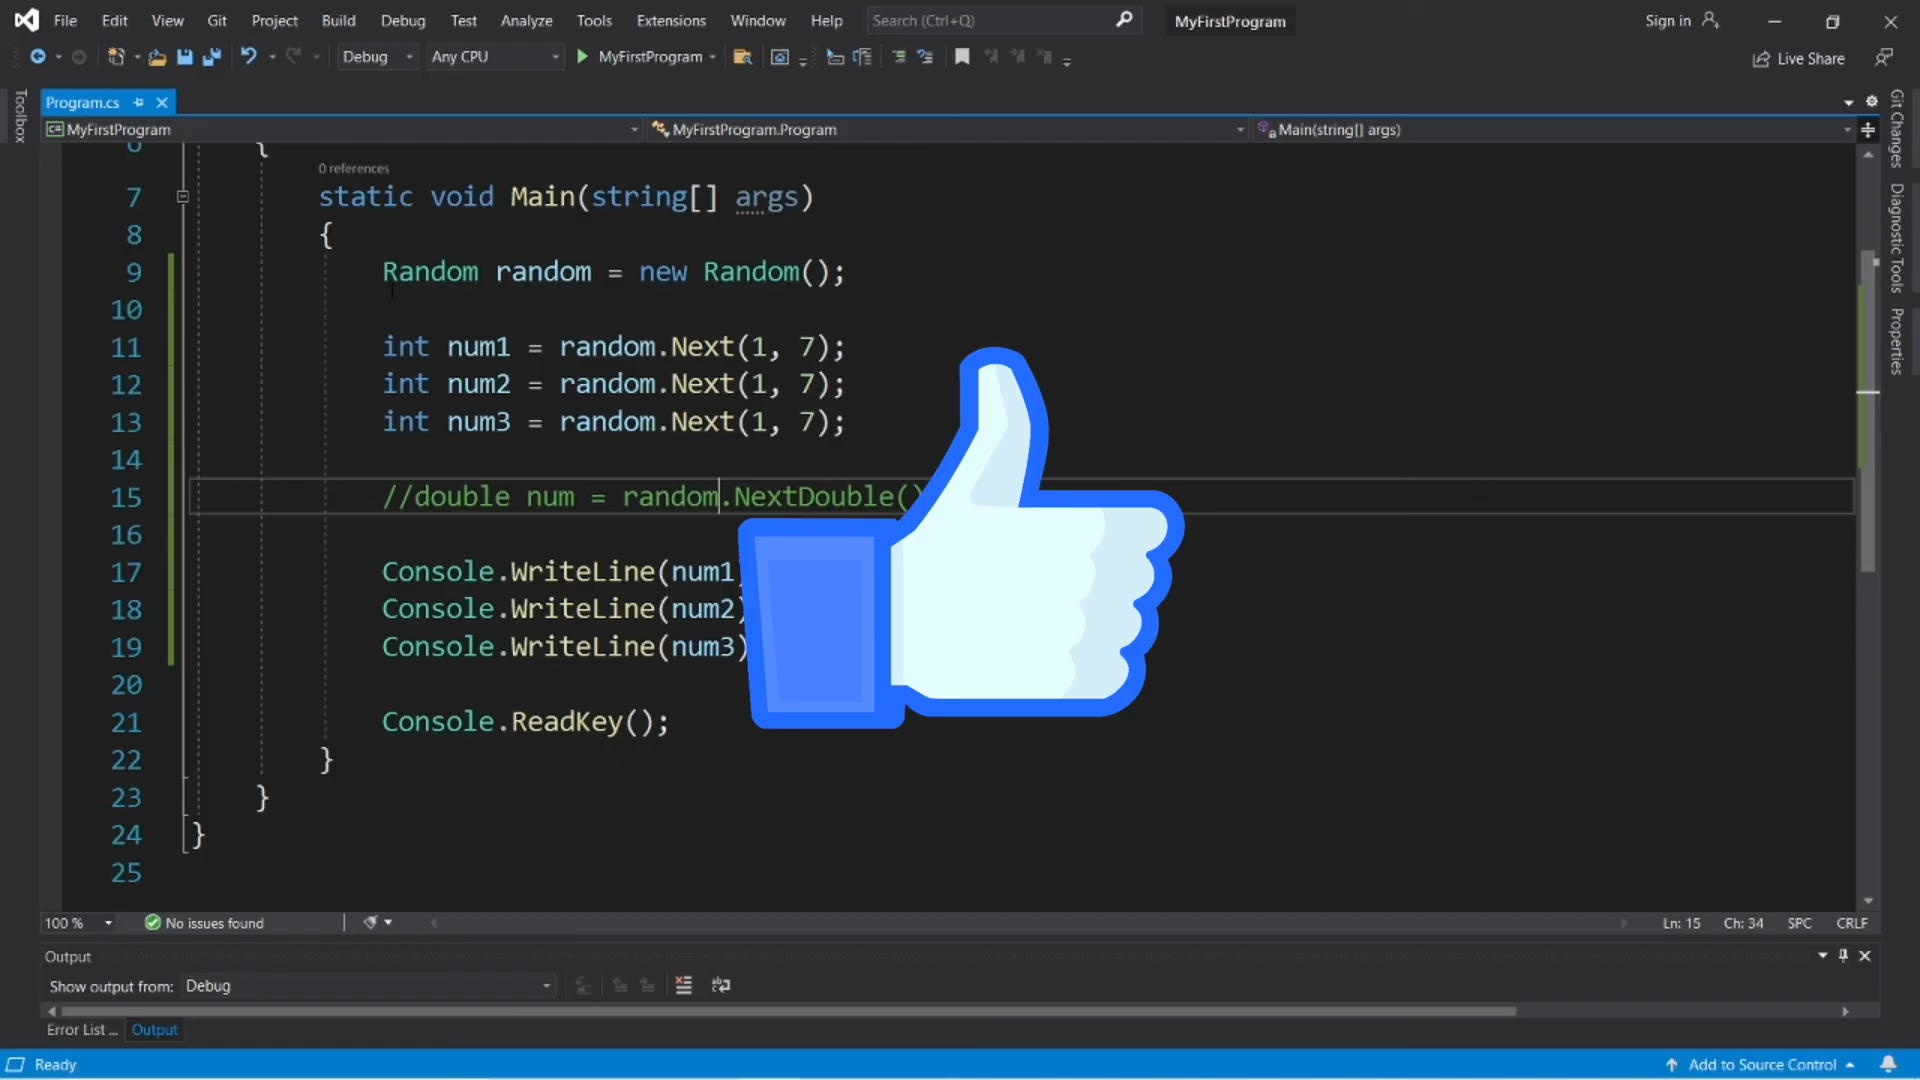 File Edit View Git Project Build Debug Test Analyze Tools Extensions Window Help Search (Ctrl+Q) MyFirstProgram Sign in
Debug Any CPU MyFirstProgram Live Share
Toolbox
Program.cs
MyFirstProgram MyFirstProgram.Program Main(string[] args)
Git Changes
Diagnostic Tools
Properties
6 {
0 references
7 static void Main(string[] args)
8 {
9 Random random = new Random();
10
11 int num1 = random.Next(1, 7);
12 int num2 = random.Next(1, 7);
13 int num3 = random.Next(1, 7);
14
15 //double num = random.NextDouble()
16
17 Console.WriteLine(num1)
18 Console.WriteLine(num2)
19 Console.WriteLine(num3)
20
21 Console.ReadKey();
22 }
23 }
24 }
25
100 % No issues found Ln: 15 Ch: 34 SPC CRLF
Output
Show output from: Debug
Error List ... Output
Ready Add to Source Control